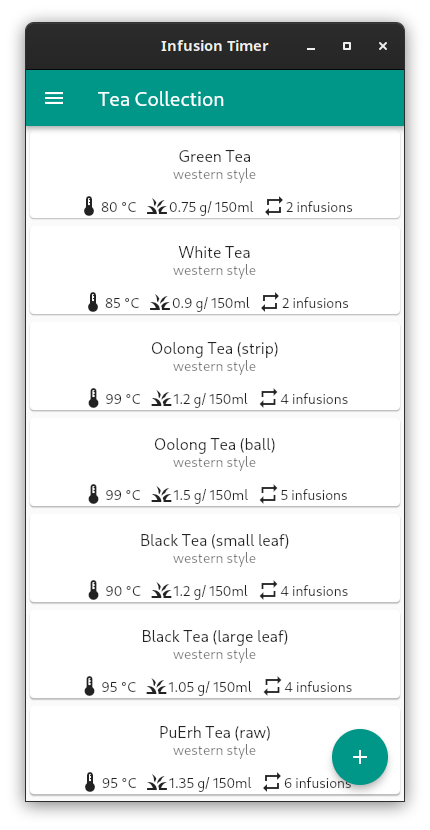 Infusion Timer
Tea Collection
Green Tea
western style
80 °C 0.75 g/ 150ml 2 infusions
White Tea
western style
85 °C 0.9 g/ 150ml 2 infusions
Oolong Tea (strip)
western style
99 °C 1.2 g/ 150ml 4 infusions
Oolong Tea (ball)
western style
99 °C 1.5 g/ 150ml 5 infusions
Black Tea (small leaf)
western style
90 °C 1.2 g/ 150ml 4 infusions
Black Tea (large leaf)
western style
95 °C 1.05 g/ 150ml 4 infusions
PuErh Tea (raw)
western style
95 °C 1.35 g/ 150ml 6 infusions